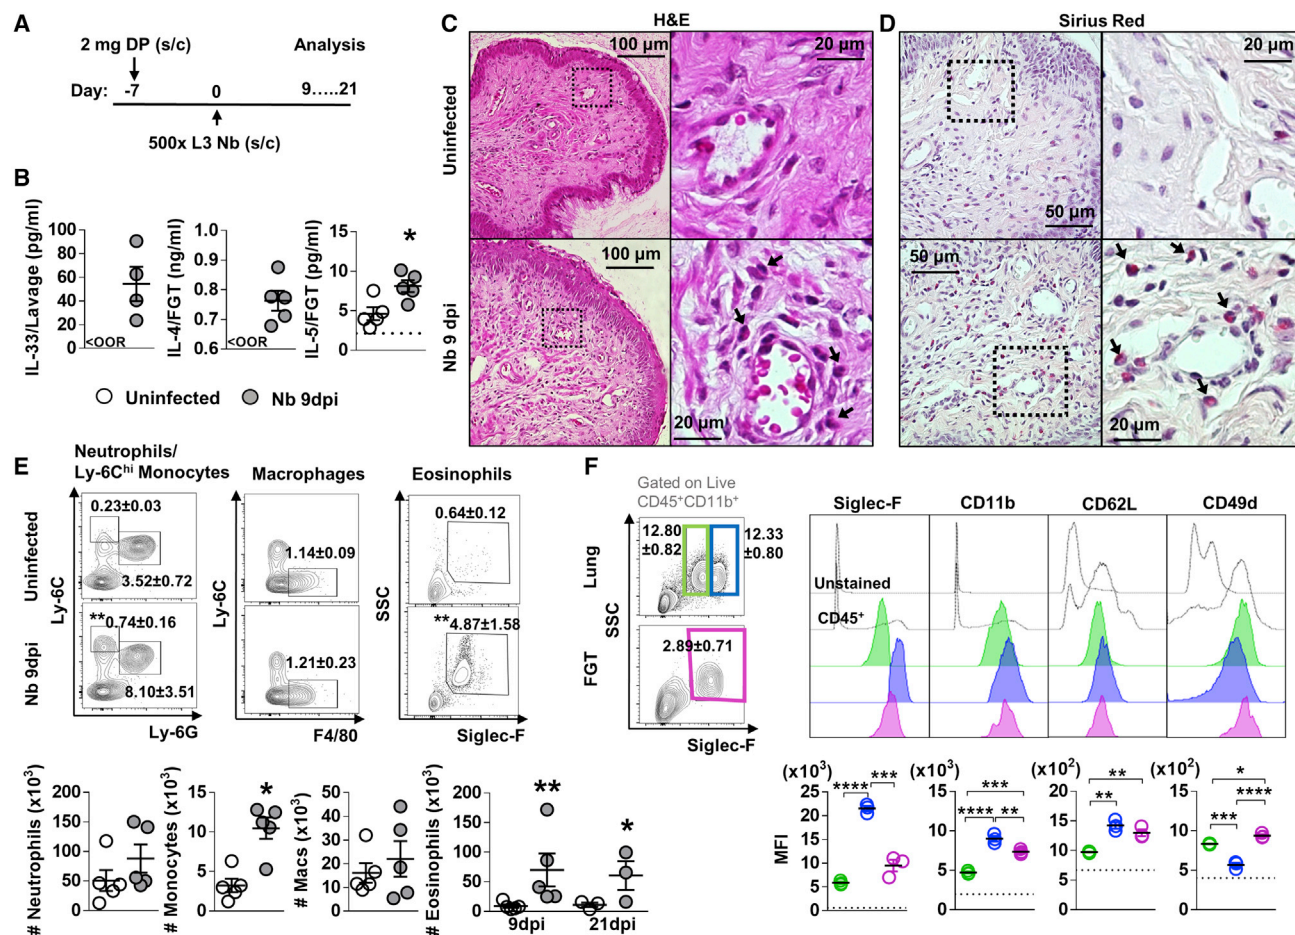 A
2 mg DP (s/c)
Analysis
Day: -7 0 9.....21
500x L3 Nb (s/c)
B
IL-33/Lavage (pg/ml)
100
80
60
40
20
0
<OOR
IL-4/FGT (ng/ml)
1.0
0.9
0.8
0.7
0.6
<OOR
IL-5/FGT (pg/ml)
15
10
5
0
*
Uninfected
Nb 9dpi
C
H&E
Uninfected
100 µm
20 µm
Nb 9 dpi
100 µm
20 µm
D
Sirius Red
50 µm
20 µm
50 µm
20 µm
E
Neutrophils/
Ly-6Chi Monocytes
Macrophages
Eosinophils
Uninfected
Ly-6C
0.23±0.03
3.52±0.72
Ly-6C
1.14±0.09
SSC
0.64±0.12
Nb 9dpi
**0.74±0.16
8.10±3.51
1.21±0.23
**4.87±1.58
Ly-6G
F4/80
Siglec-F
# Neutrophils (x10³)
200
150
100
50
0
# Monocytes (x10³)
15
10
5
0
*
# Macs (x10³)
50
40
30
20
10
0
# Eosinophils (x10³)
200
150
100
50
0
**
*
9dpi
21dpi
F
Gated on Live
CD45⁺CD11b⁺
Lung
SSC
12.80
±0.82
12.33
±0.80
FGT
2.89±0.71
Siglec-F
Siglec-F
CD11b
CD62L
CD49d
Unstained
CD45⁺
MFI
(x10³)
25
20
15
10
5
0
****
***
(x10³)
15
10
5
0
***
****
**
(x10²)
20
15
10
5
0
**
**
(x10²)
15
10
5
0
*
****
***